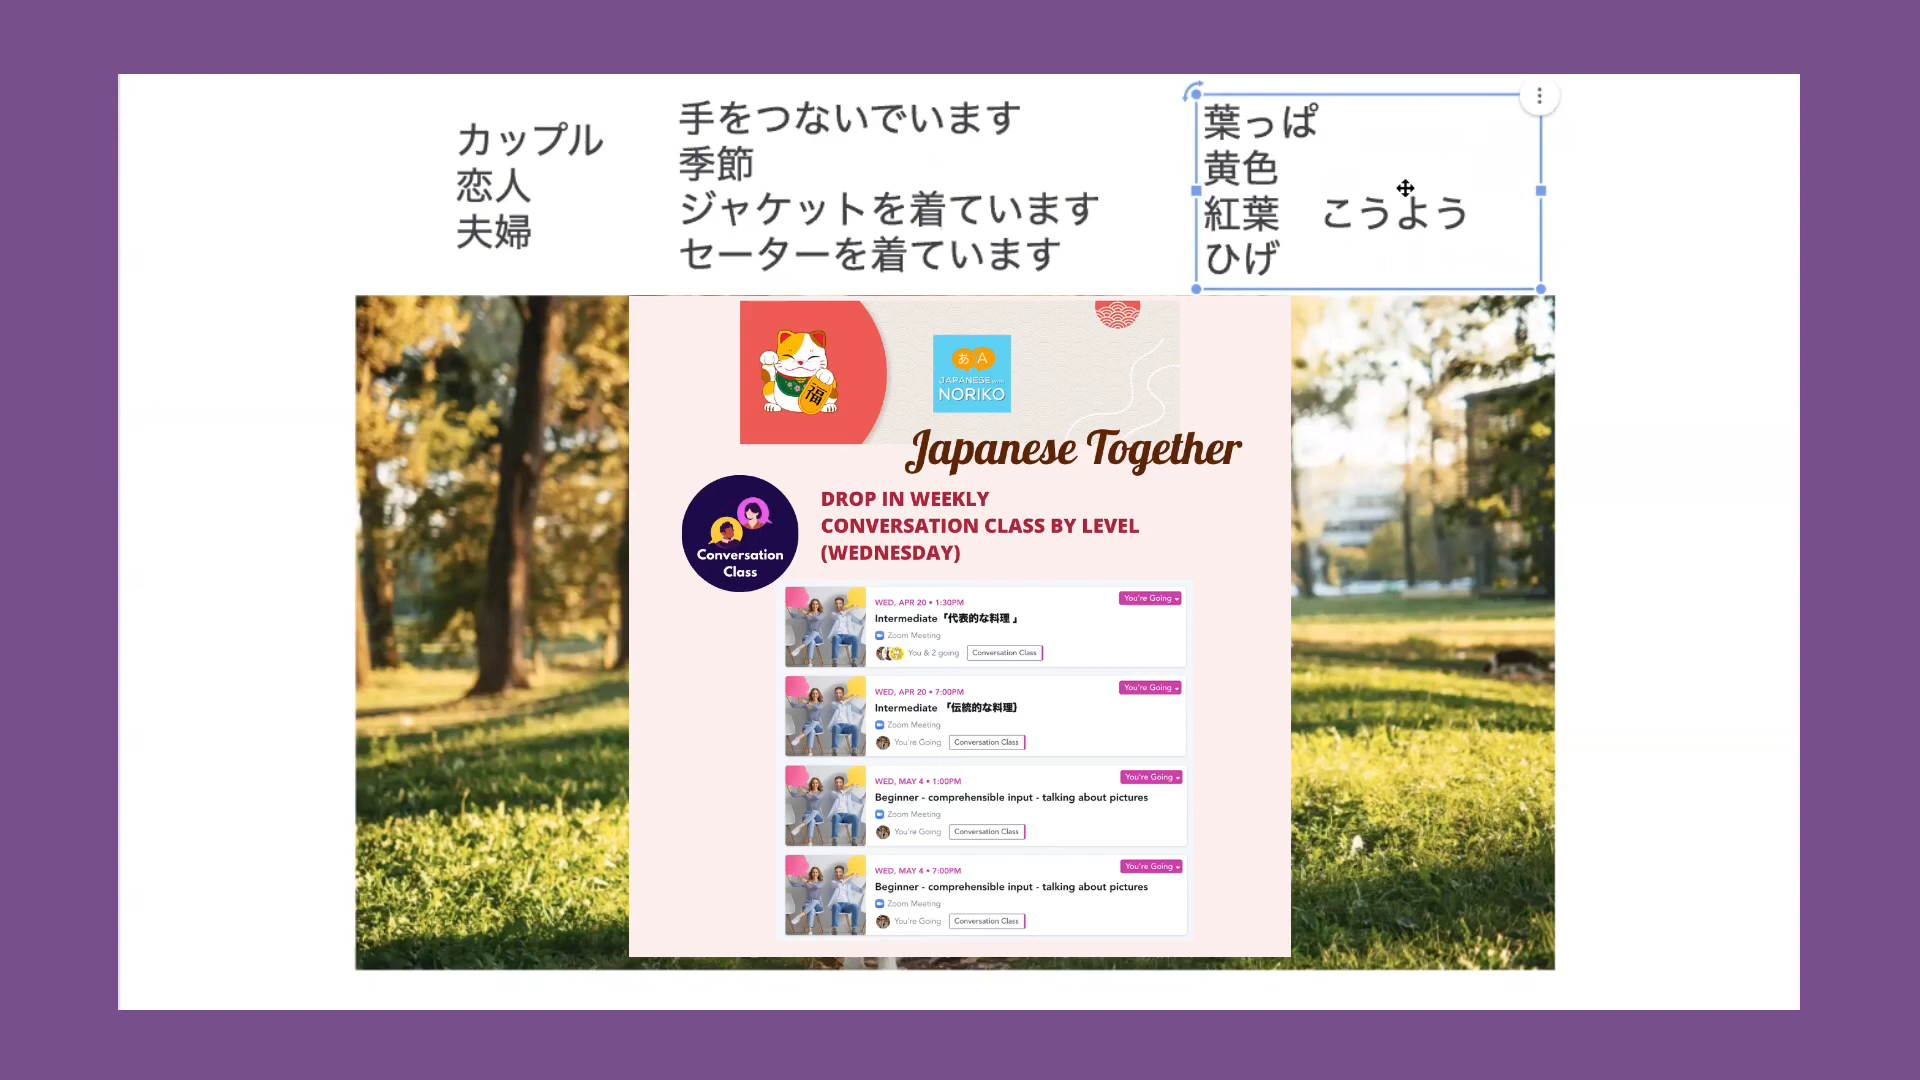 カップル
恋人
夫婦
手をつないでいます
季節
ジャケットを着ています
セーターを着ています
葉っぱ
黄色
紅葉　こうよう
ひげ
福
あ A
JAPANESE with
NORIKO
Japanese Together
Conversation
Class
DROP IN WEEKLY
CONVERSATION CLASS BY LEVEL
(WEDNESDAY)
WED, APR 20 • 1:30PM
You're Going
Intermediate「代表的な料理 」
Zoom Meeting
You & 2 going
Conversation Class
WED, APR 20 • 7:00PM
You're Going
Intermediate 「伝統的な料理}
Zoom Meeting
You're Going
Conversation Class
WED, MAY 4 • 1:00PM
You're Going
Beginner - comprehensible input - talking about pictures
Zoom Meeting
You're Going
Conversation Class
WED, MAY 4 • 7:00PM
You're Going
Beginner - comprehensible input - talking about pictures
Zoom Meeting
You're Going
Conversation Class